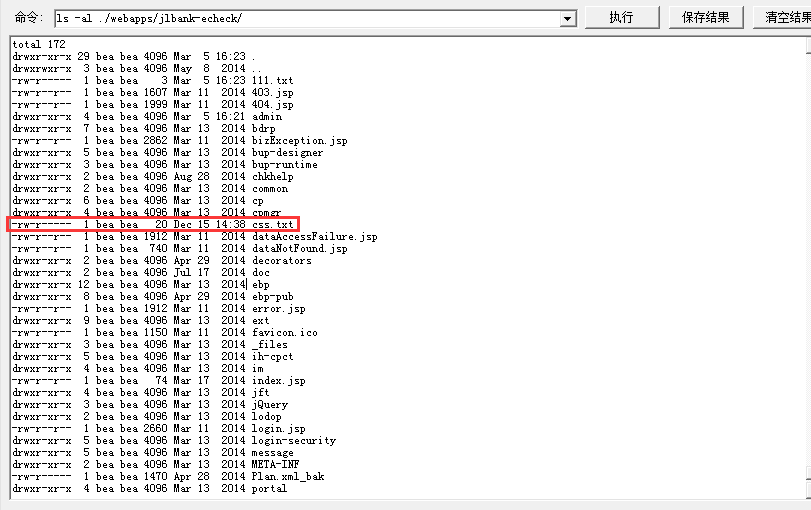 命令: ls -al ./webapps/jlbank-echeck/ 执行 保存结果 清空结果
total 172
drwxr-xr-x 29 bea bea 4096 Mar 5 16:23 .
drwxrwxr-x 3 bea bea 4096 May 8 2014 ..
-rw-r----- 1 bea bea 3 Mar 5 16:23 111.txt
-rw-r--r-- 1 bea bea 1607 Mar 11 2014 403.jsp
-rw-r--r-- 1 bea bea 1999 Mar 11 2014 404.jsp
drwxr-xr-x 4 bea bea 4096 Mar 5 16:21 admin
drwxr-xr-x 7 bea bea 4096 Mar 13 2014 bdrp
-rw-r--r-- 1 bea bea 2862 Mar 11 2014 bizException.jsp
drwxr-xr-x 5 bea bea 4096 Mar 13 2014 bup-designer
drwxr-xr-x 3 bea bea 4096 Mar 13 2014 bup-runtime
drwxr-xr-x 2 bea bea 4096 Aug 28 2014 chkhelp
drwxr-xr-x 2 bea bea 4096 Mar 13 2014 common
drwxr-xr-x 6 bea bea 4096 Mar 13 2014 cp
drwxr-xr-x 4 bea bea 4096 Mar 13 2014 cpmgr
-rw-r----- 1 bea bea 20 Dec 15 14:38 css.txt
-rw-r--r-- 1 bea bea 1912 Mar 11 2014 dataAccessFailure.jsp
-rw-r--r-- 1 bea bea 740 Mar 11 2014 dataNotFound.jsp
drwxr-xr-x 2 bea bea 4096 Apr 29 2014 decorators
drwxr-xr-x 2 bea bea 4096 Jul 17 2014 doc
drwxr-xr-x 12 bea bea 4096 Mar 13 2014 ebp
drwxr-xr-x 8 bea bea 4096 Apr 29 2014 ebp-pub
-rw-r--r-- 1 bea bea 1912 Mar 11 2014 error.jsp
drwxr-xr-x 9 bea bea 4096 Mar 13 2014 ext
-rw-r--r-- 1 bea bea 1150 Mar 11 2014 favicon.ico
drwxr-xr-x 3 bea bea 4096 Mar 13 2014 _files
drwxr-xr-x 5 bea bea 4096 Mar 13 2014 ih-cpct
drwxr-xr-x 4 bea bea 4096 Mar 13 2014 im
-rw-r--r-- 1 bea bea 74 Mar 17 2014 index.jsp
drwxr-xr-x 4 bea bea 4096 Mar 13 2014 jft
drwxr-xr-x 3 bea bea 4096 Mar 13 2014 jQuery
drwxr-xr-x 2 bea bea 4096 Mar 13 2014 lodop
-rw-r--r-- 1 bea bea 2660 Mar 11 2014 login.jsp
drwxr-xr-x 5 bea bea 4096 Mar 13 2014 login-security
drwxr-xr-x 5 bea bea 4096 Mar 13 2014 message
drwxr-xr-x 2 bea bea 4096 Mar 13 2014 META-INF
-rw-r----- 1 bea bea 1470 Apr 28 2014 Plan.xml_bak
drwxr-xr-x 4 bea bea 4096 Mar 13 2014 portal